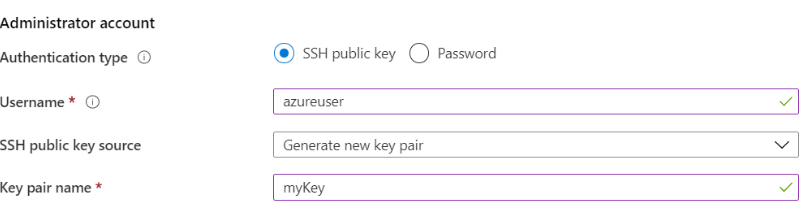 Administrator account
Authentication type SSH public key Password
Username * azureuser
SSH public key source Generate new key pair
Key pair name * myKey